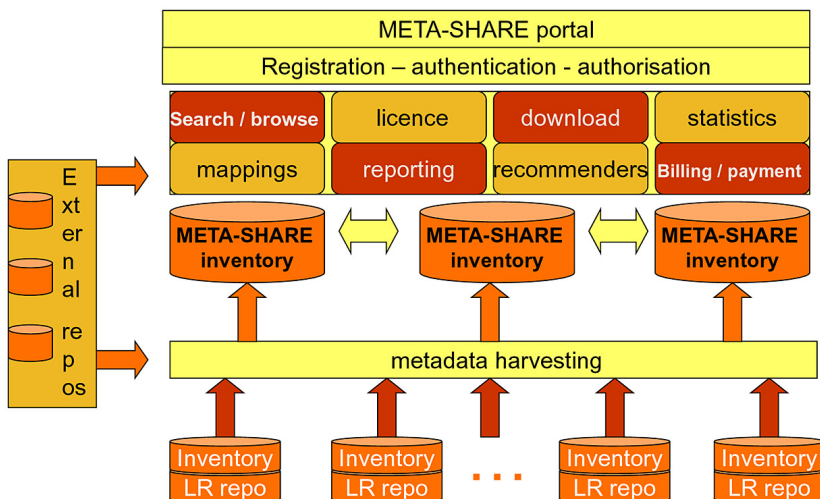 META-SHARE portal
Registration – authentication - authorisation
Search / browse
licence
download
statistics
mappings
reporting
recommenders
Billing / payment
E
xt
er
n
al
re
p
os
META-SHARE
inventory
META-SHARE
inventory
META-SHARE
inventory
metadata harvesting
Inventory
LR repo
Inventory
LR repo
...
Inventory
LR repo
Inventory
LR repo